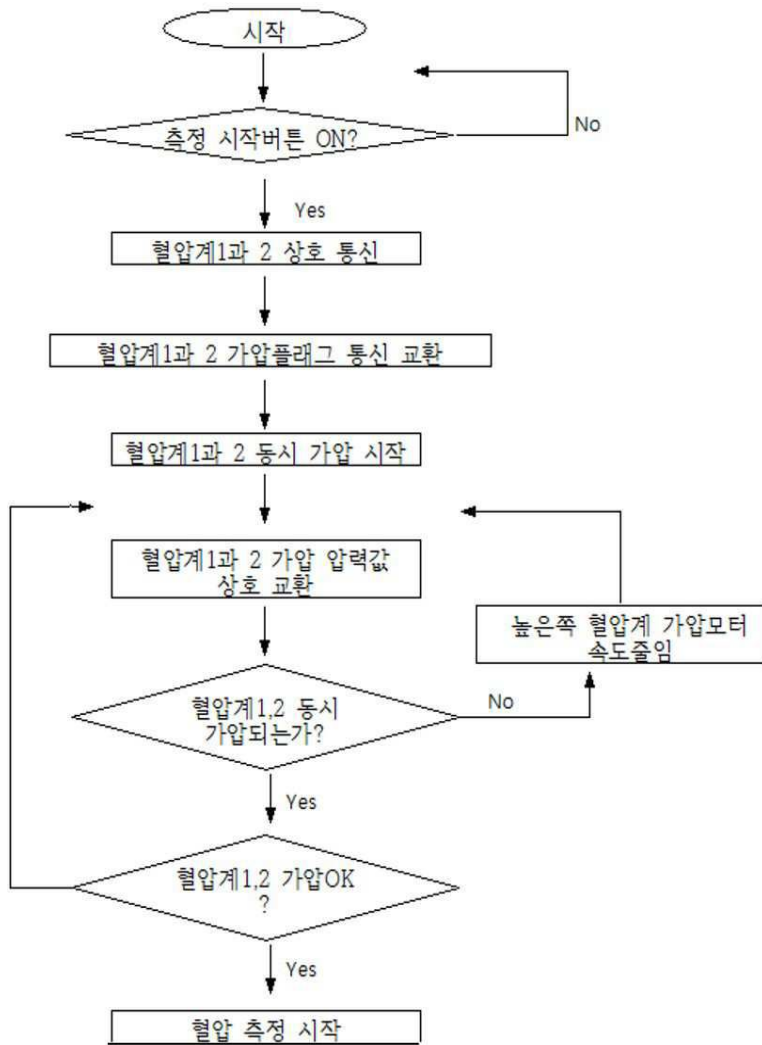 시작
측정 시작버튼 ON?
No
Yes
혈압계1과 2 상호 통신
혈압계1과 2 가압플래그 통신 교환
혈압계1과 2 동시 가압 시작
혈압계1과 2 가압 압력값
상호 교환
높은쪽 혈압계 가압모터
속도줄임
혈압계1,2 동시
가압되는가?
No
Yes
혈압계1,2 가압OK
?
Yes
혈압 측정 시작